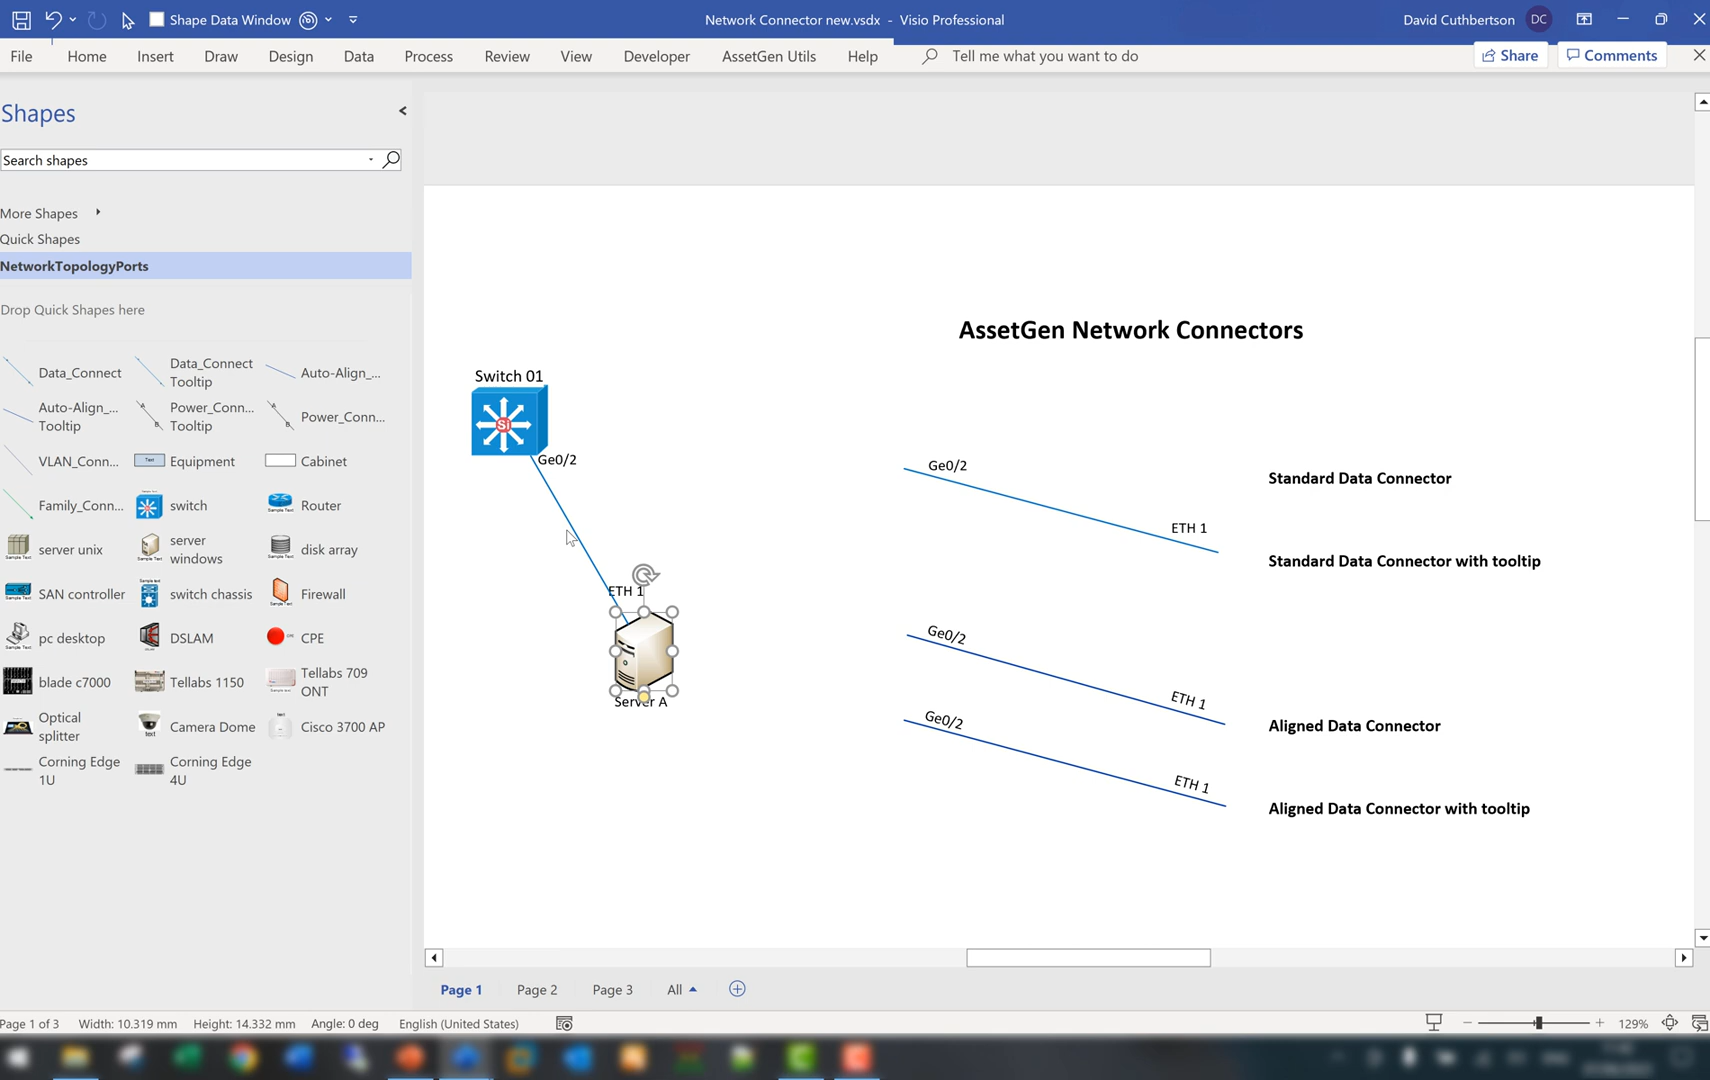 Shape Data Window
Network Connector new.vsdx - Visio Professional
David Cuthbertson
DC
File
Home
Insert
Draw
Design
Data
Process
Review
View
Developer
AssetGen Utils
Help
Tell me what you want to do
Share
Comments
Shapes
Search shapes
More Shapes
Quick Shapes
NetworkTopologyPorts
Drop Quick Shapes here
Data_Connect
Data_Connect
Tooltip
Auto-Align_...
Auto-Align_...
Tooltip
Power_Conn...
Tooltip
Power_Conn...
VLAN_Conn...
Equipment
Cabinet
Family_Conn...
switch
Router
server unix
server
windows
disk array
SAN controller
switch chassis
Firewall
pc desktop
DSLAM
CPE
blade c7000
Tellabs 1150
Tellabs 709
ONT
Optical
splitter
Camera Dome
Cisco 3700 AP
Corning Edge
1U
Corning Edge
4U
AssetGen Network Connectors
Switch 01
Si
Ge0/2
ETH 1
Server A
Ge0/2
ETH 1
Standard Data Connector
Standard Data Connector with tooltip
Ge0/2
ETH 1
Aligned Data Connector
Ge0/2
ETH 1
Aligned Data Connector with tooltip
Page 1
Page 2
Page 3
All
Page 1 of 3
Width: 10.319 mm
Height: 14.332 mm
Angle: 0 deg
English (United States)
129%